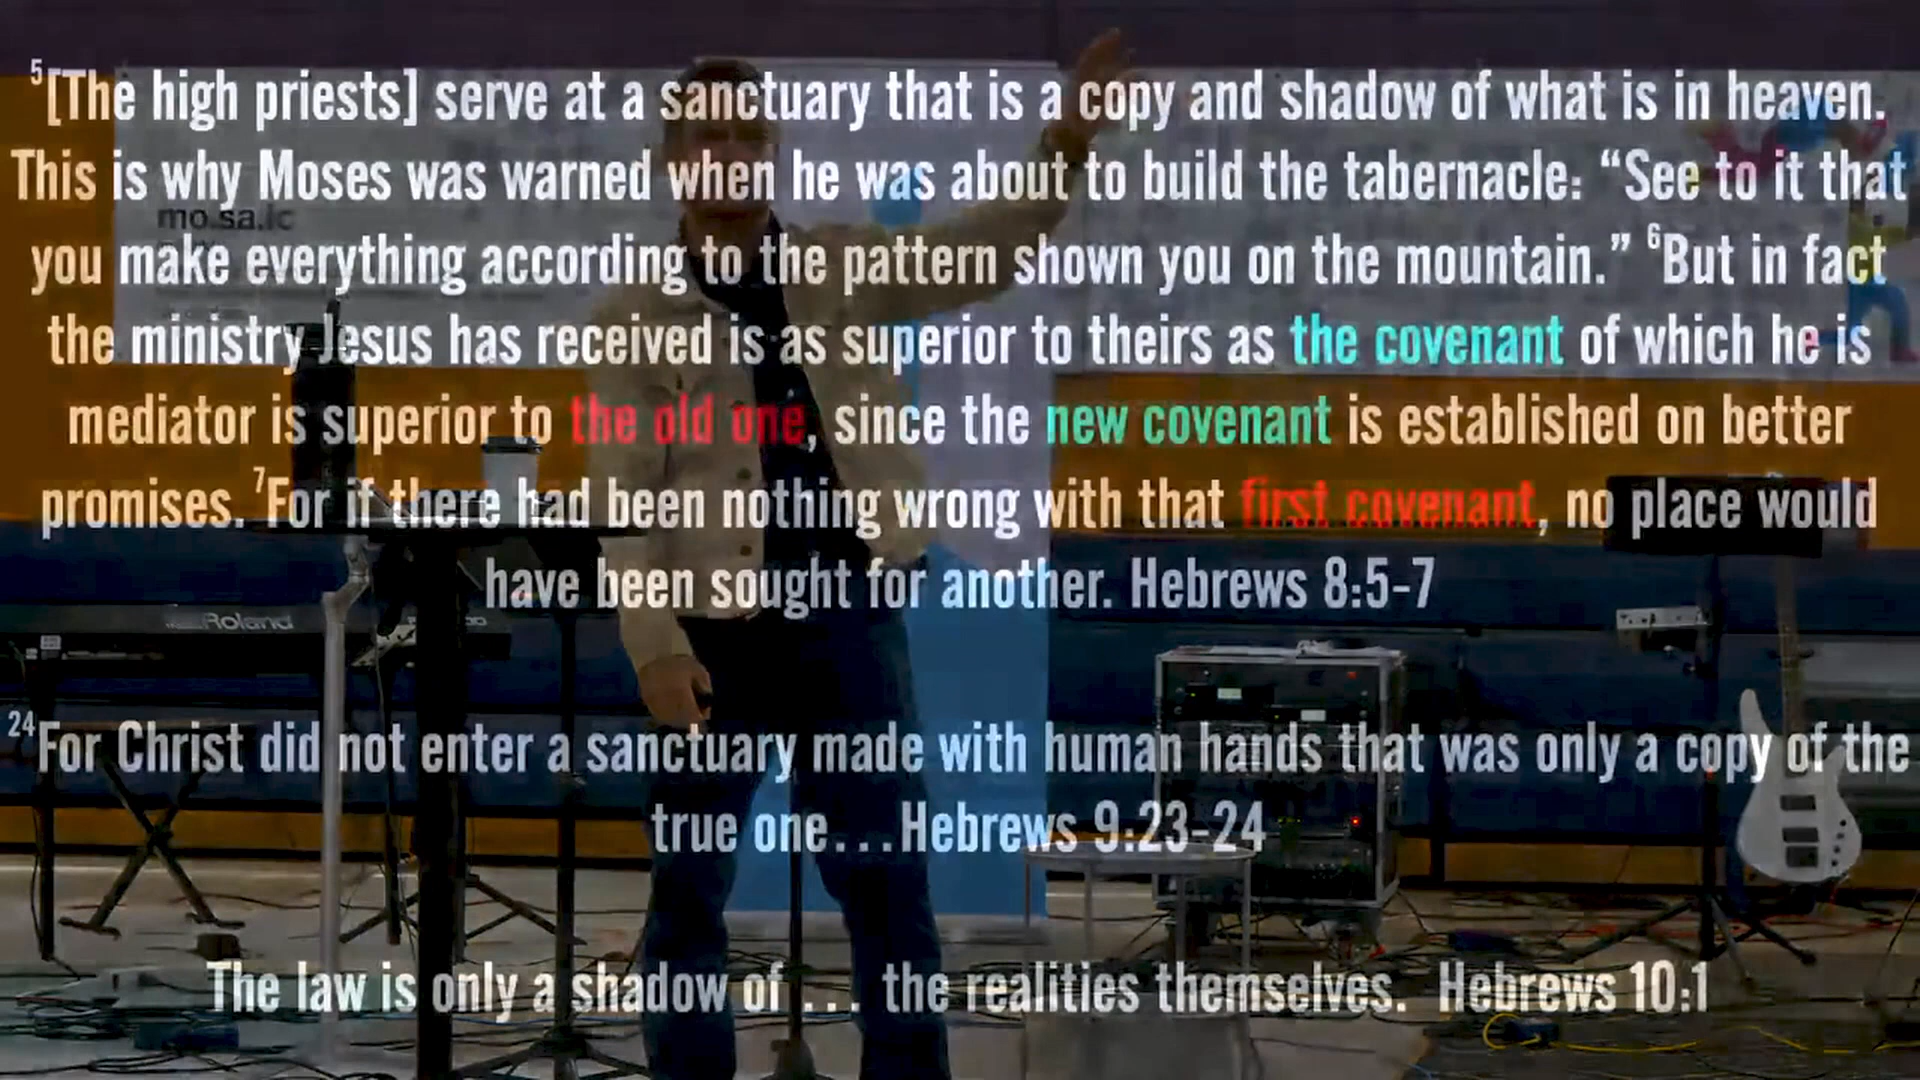 ⁵[The high priests] serve at a sanctuary that is a copy and shadow of what is in heaven.
This is why Moses was warned when he was about to build the tabernacle: “See to it that
mo.sa.ic
you make everything according to the pattern shown you on the mountain.” ⁶But in fact
the ministry Jesus has received is as superior to theirs as the covenant of which he is
mediator is superior to the old one, since the new covenant is established on better
promises. ⁷For if there had been nothing wrong with that first covenant, no place would
have been sought for another. Hebrews 8:5-7
Roland
²⁴For Christ did not enter a sanctuary made with human hands that was only a copy of the
true one...Hebrews 9:23-24
The law is only a shadow of ... the realities themselves. Hebrews 10:1